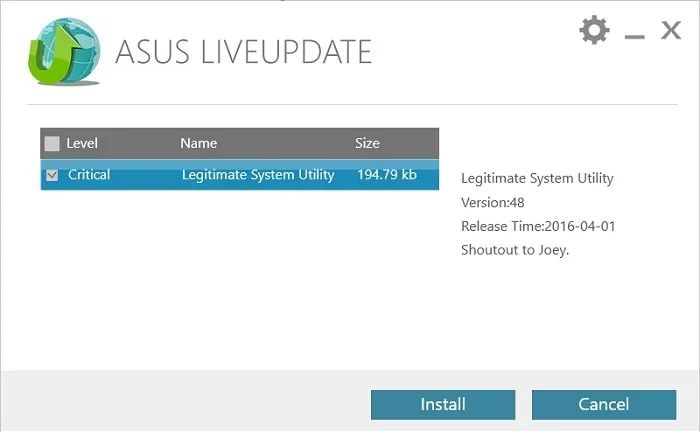 ASUS LIVEUPDATE
Level Name Size
Critical Legitimate System Utility 194.79 kb
Legitimate System Utility
Version:48
Release Time:2016-04-01
Shoutout to Joey.
Install Cancel